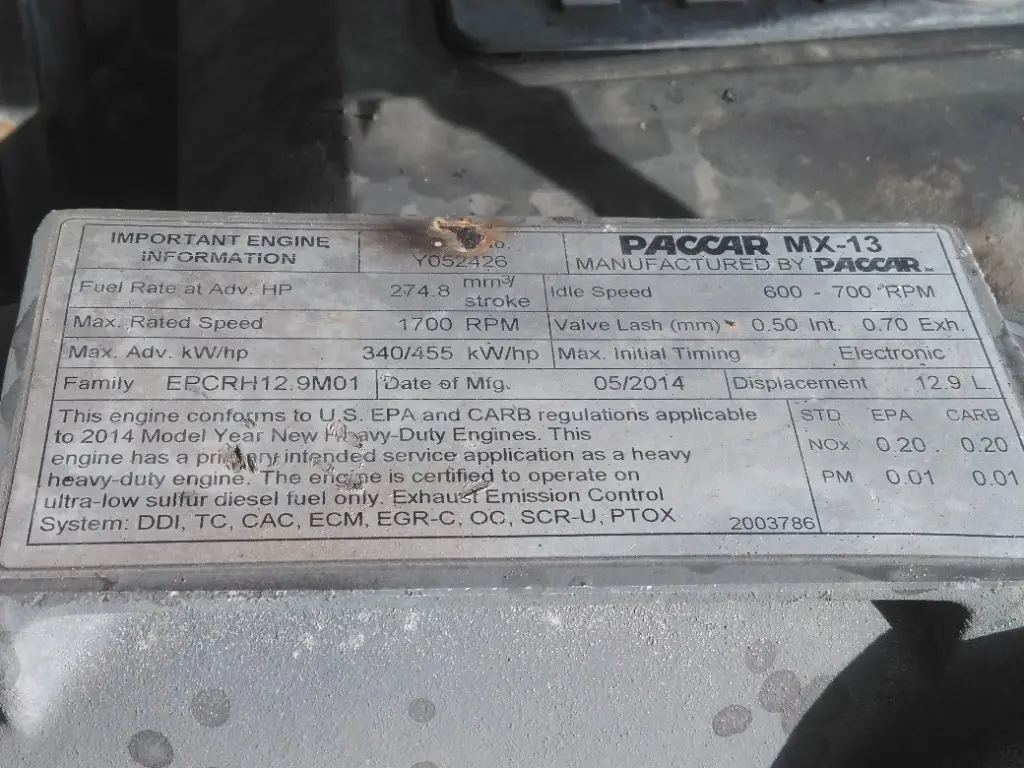 IMPORTANT ENGINE
INFORMATION
No.
Y052426
PACCAR MX-13
MANUFACTURED BY PACCAR INC
Fuel Rate at Adv. HP 274.8 mm³/
stroke
Idle Speed 600 - 700 RPM
Max. Rated Speed 1700 RPM
Valve Lash (mm) 0.50 Int. 0.70 Exh.
Max. Adv. kW/hp 340/455 kW/hp
Max. Initial Timing Electronic
Family EPCRH12.9M01
Date of Mfg. 05/2014
Displacement 12.9 L
This engine conforms to U.S. EPA and CARB regulations applicable
to 2014 Model Year New Heavy-Duty Engines. This
engine has a primary intended service application as a heavy
heavy-duty engine. The engine is certified to operate on
ultra-low sulfur diesel fuel only. Exhaust Emission Control
System: DDI, TC, CAC, ECM, EGR-C, OC, SCR-U, PTOX
2003786
STD EPA CARB
NOx 0.20 0.20
PM 0.01 0.01